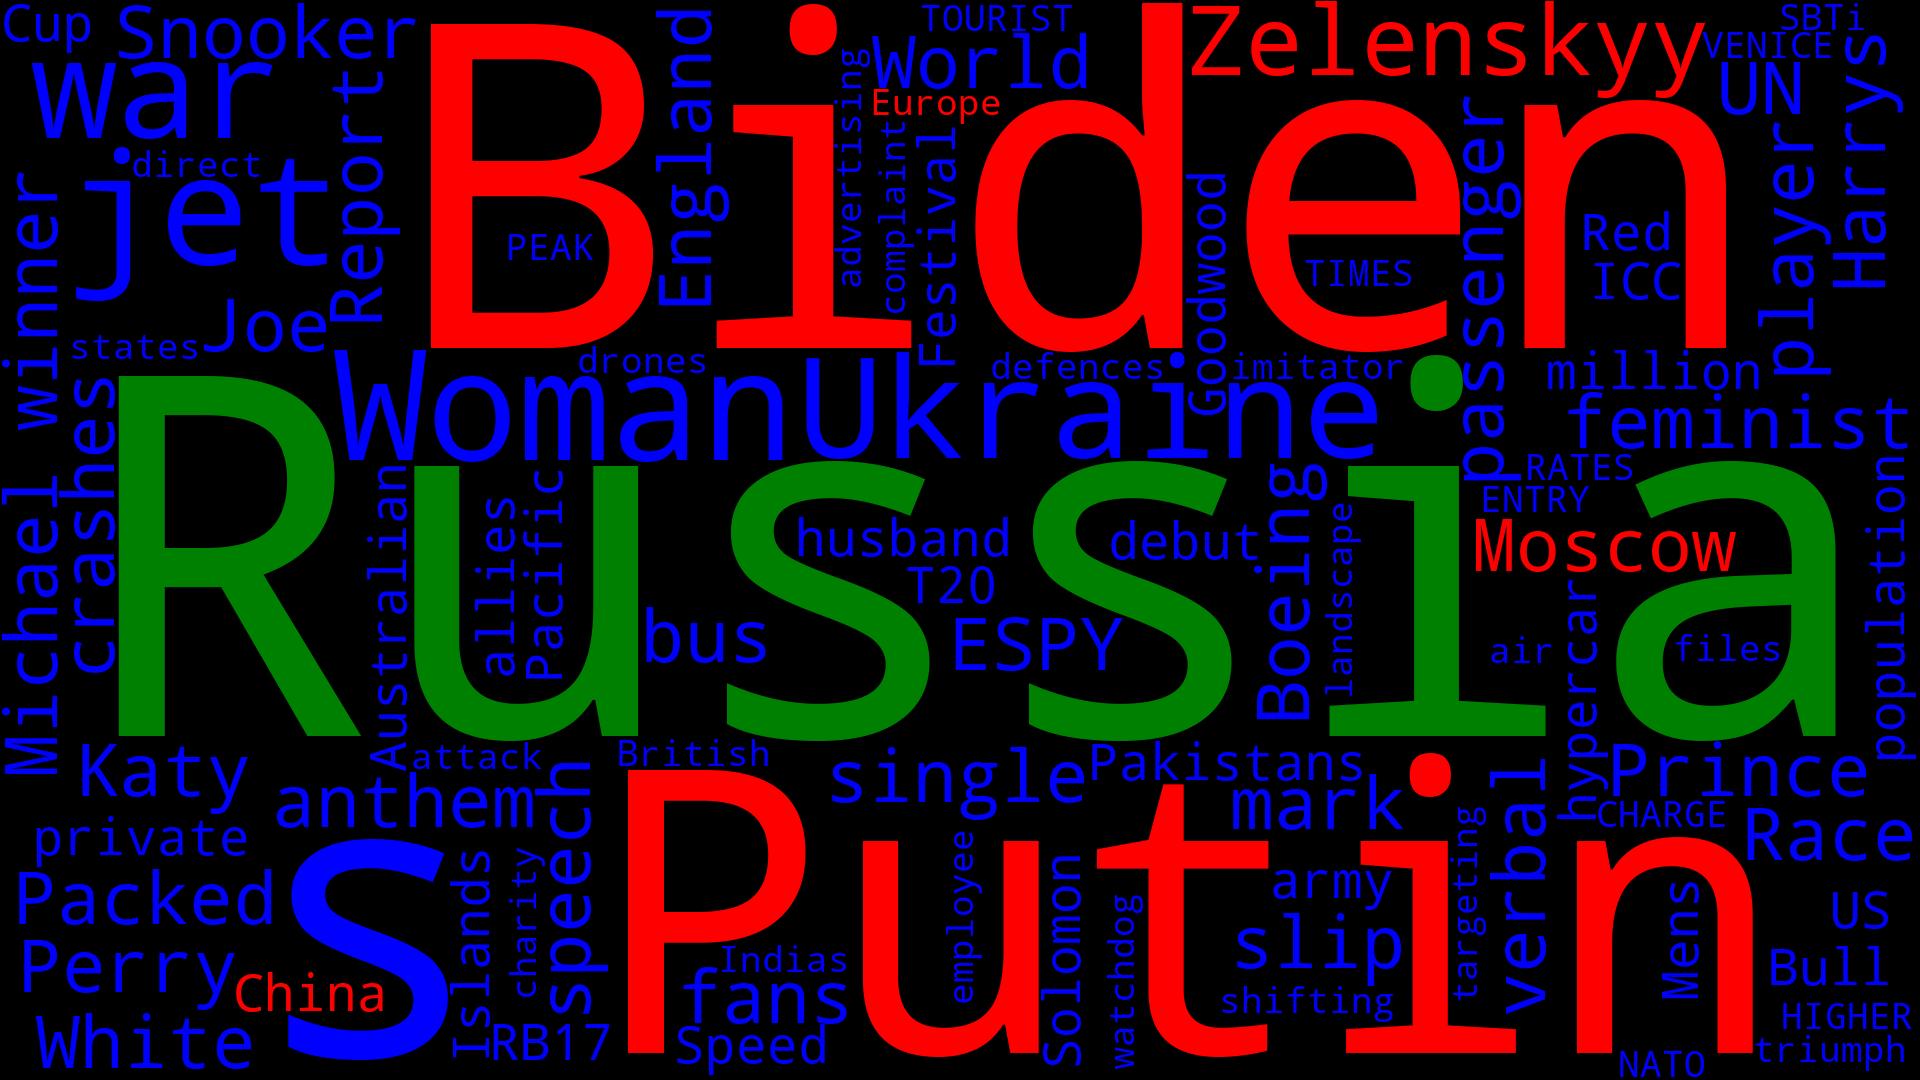 Cup
Snooker
TOURIST
World
Zelenskyy
SBTi
VENICE
war
Biden
England
advertising
Europe
UN
Harrys
direct
jet
Report
complaint
Festival
passenger
player
PEAK
Goodwood
TIMES
Red
ICC
winner
Joe
states
drones
defences
imitator
million
Woman
Ukraine
feminist
crashes
Russia
RATES
ENTRY
Australian
allies
Pacific
husband
debut
Boeing
landscape
Moscow
T20
population
Michael
bus
ESPY
hypercar
air
files
Katy
attack
British
single
Pakistans
Prince
anthem
speech
mark
verbal
CHARGE
private
s
Putin
Race
Islands
charity
employee
Solomon
army
targeting
Packed
watchdog
slip
Mens
US
Perry
China
Indias
fans
shifting
Bull
White
RB17
Speed
HIGHER
NATO
triumph